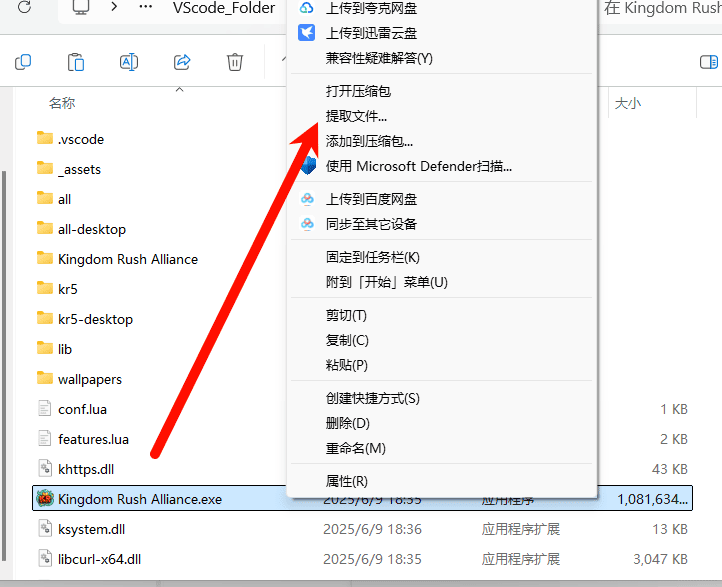 VScode_Folder
在 Kingdom Rush
上传到夸克网盘
上传到迅雷云盘
兼容性疑难解答(Y)
打开压缩包
提取文件...
添加到压缩包...
使用 Microsoft Defender扫描...
上传到百度网盘
同步至其它设备
固定到任务栏(K)
附到「开始」菜单(U)
剪切(T)
复制(C)
粘贴(P)
创建快捷方式(S)
删除(D)
重命名(M)
属性(R)
名称 大小
.vscode
_assets
all
all-desktop
Kingdom Rush Alliance
kr5
kr5-desktop
lib
wallpapers
conf.lua 1 KB
features.lua 2 KB
khttps.dll 43 KB
Kingdom Rush Alliance.exe 2025/6/9 18:35 应用程序 1,081,634...
ksystem.dll 2025/6/9 18:36 应用程序扩展 13 KB
libcurl-x64.dll 2025/6/9 18:35 应用程序扩展 3,047 KB